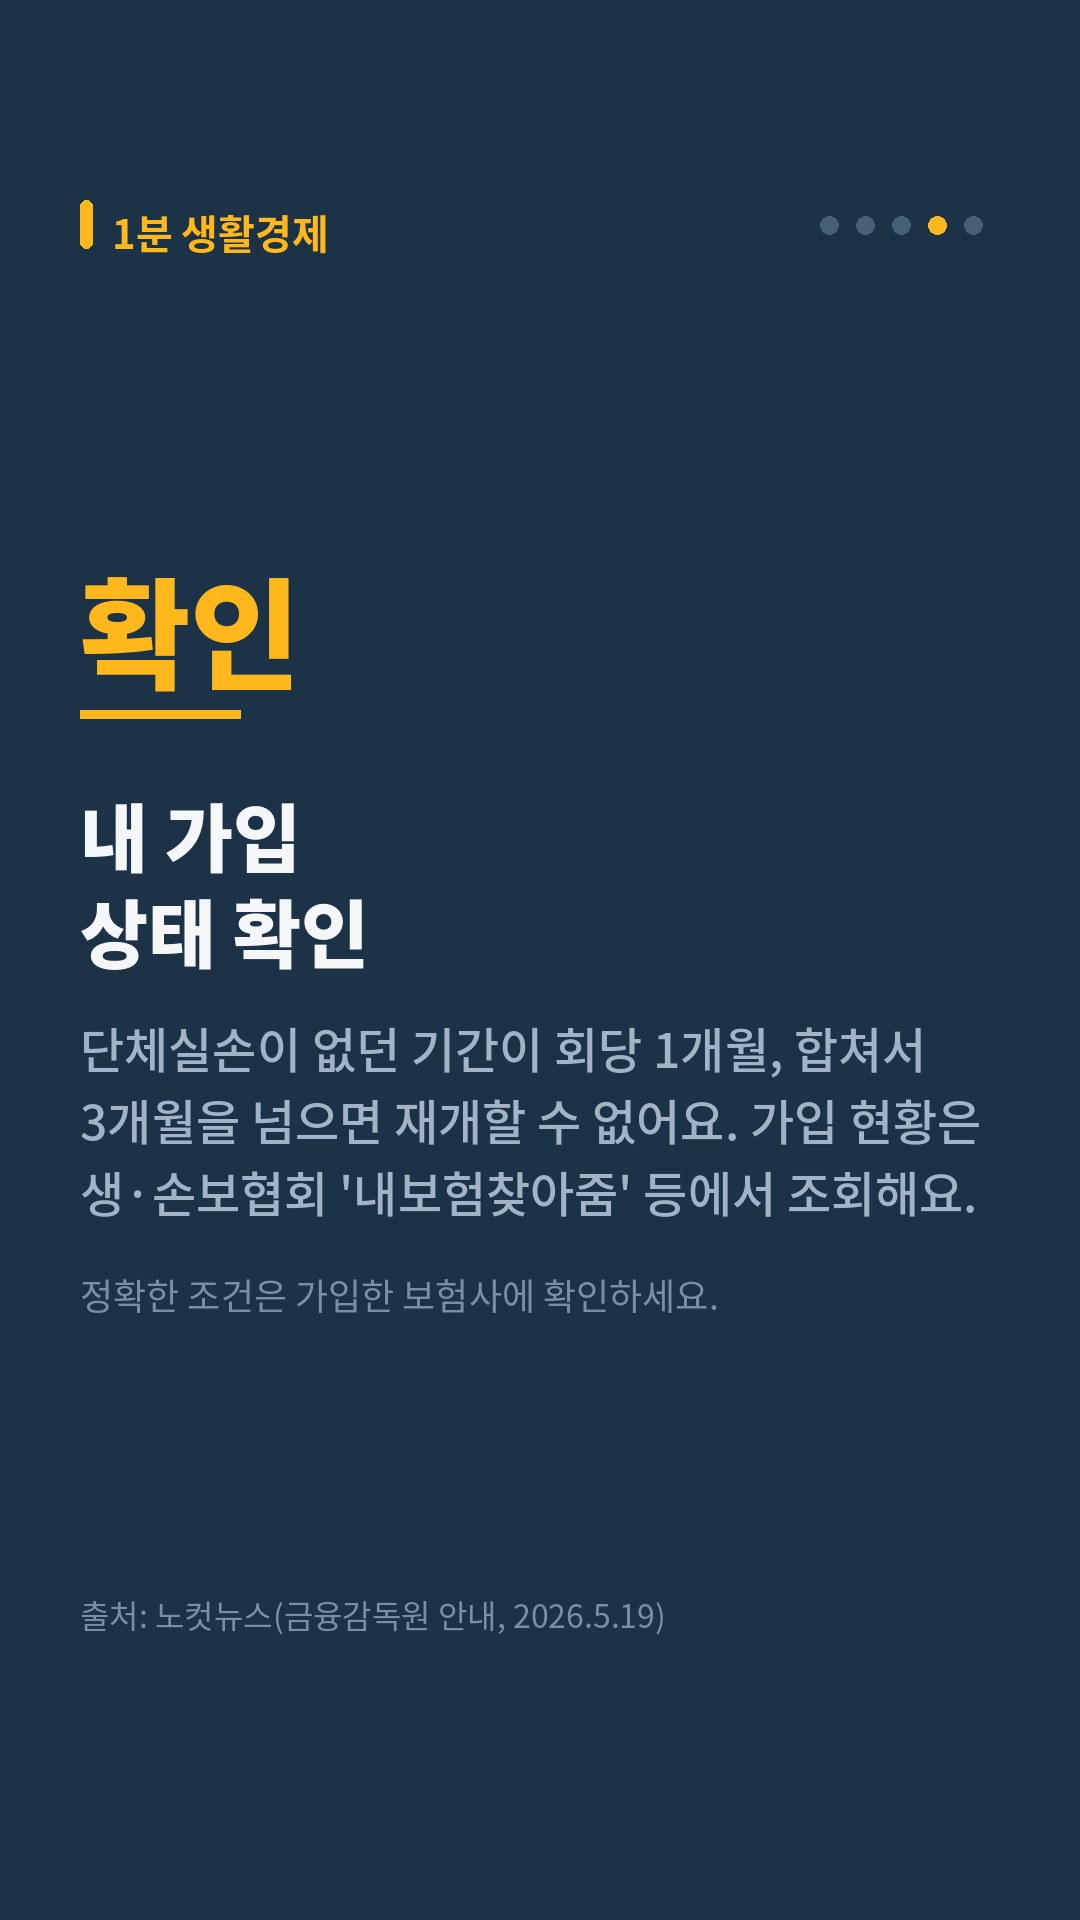 1분 생활경제
확인
내 가입
상태 확인
단체실손이 없던 기간이 회당 1개월, 합쳐서
3개월을 넘으면 재개할 수 없어요. 가입 현황은
생·손보협회 '내보험찾아줌' 등에서 조회해요.
정확한 조건은 가입한 보험사에 확인하세요.
출처: 노컷뉴스(금융감독원 안내, 2026.5.19)